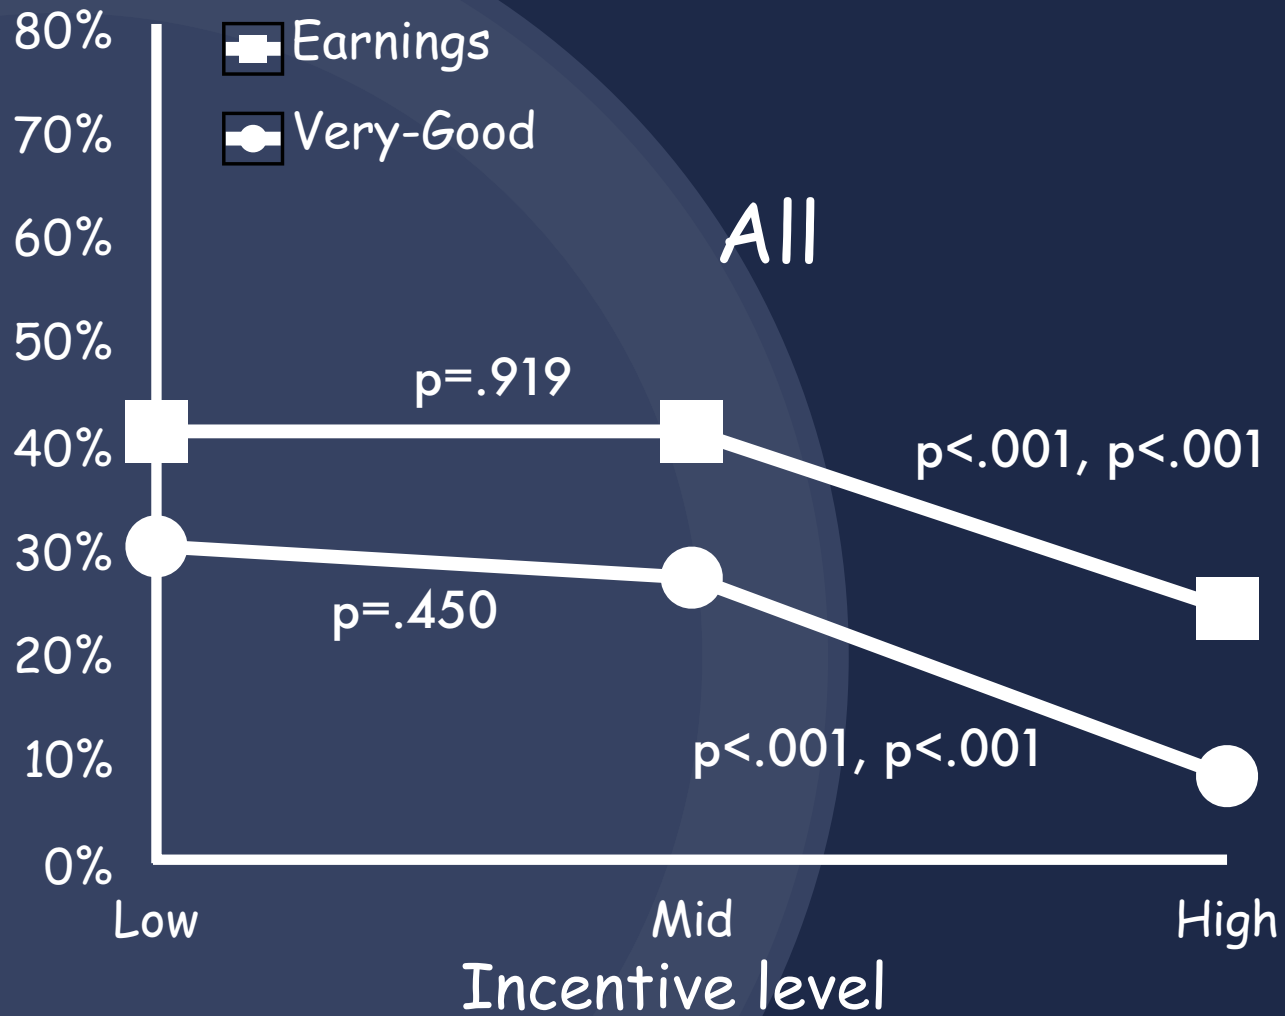 80%
Earnings
70%
Very-Good
60%
All
50%
p=.919
40%
p<.001, p<.001
30%
p=.450
20%
10%
p<.001, p<.001
0%
Low
Mid
High
Incentive level